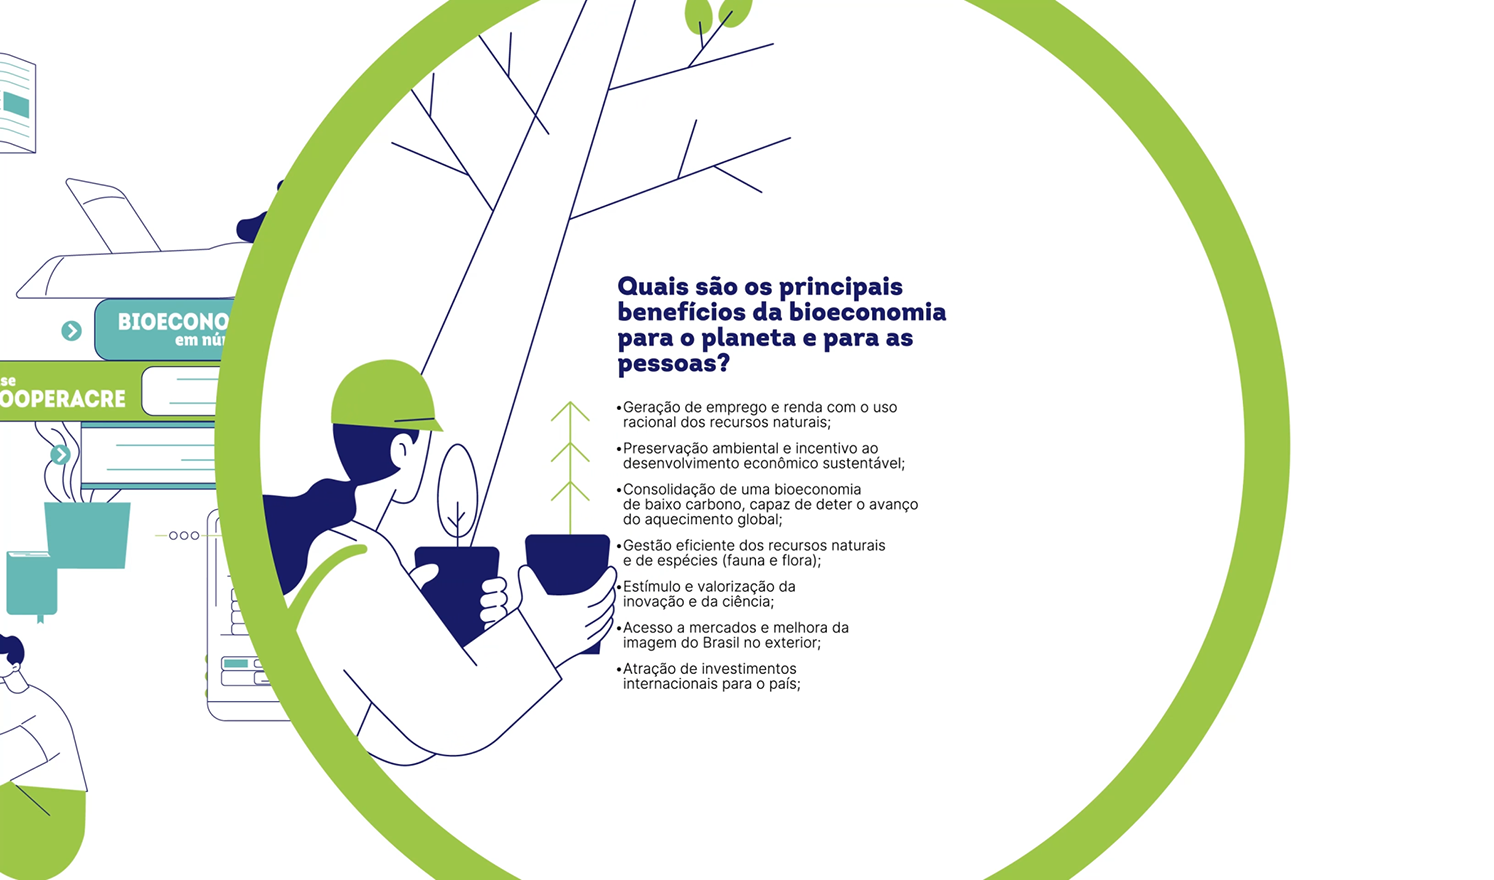 BIOECONO
em nú
se
OOPERACRE
Quais são os principais
benefícios da bioeconomia
para o planeta e para as
pessoas?
•Geração de emprego e renda com o uso
racional dos recursos naturais;
•Preservação ambiental e incentivo ao
desenvolvimento econômico sustentável;
•Consolidação de uma bioeconomia
de baixo carbono, capaz de deter o avanço
do aquecimento global;
•Gestão eficiente dos recursos naturais
e de espécies (fauna e flora);
•Estímulo e valorização da
inovação e da ciência;
•Acesso a mercados e melhora da
imagem do Brasil no exterior;
•Atração de investimentos
internacionais para o país;